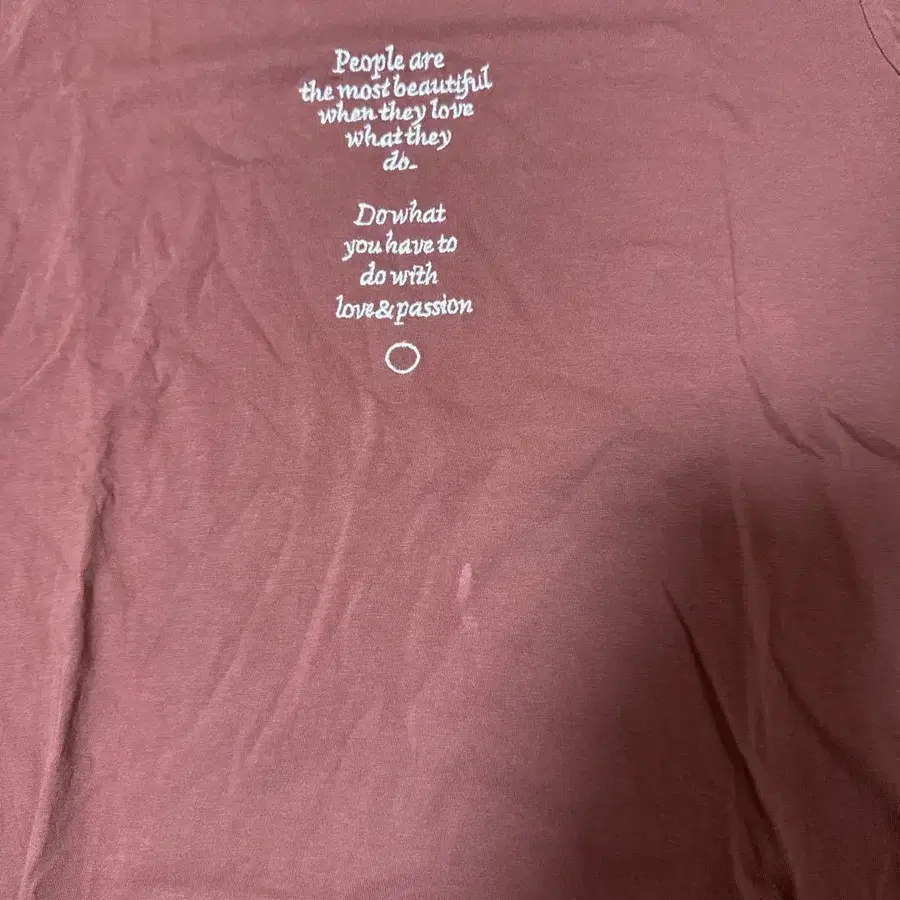 People are
the most beautiful
when they love
what they
do.
Do what
you have to
do with
love & passion